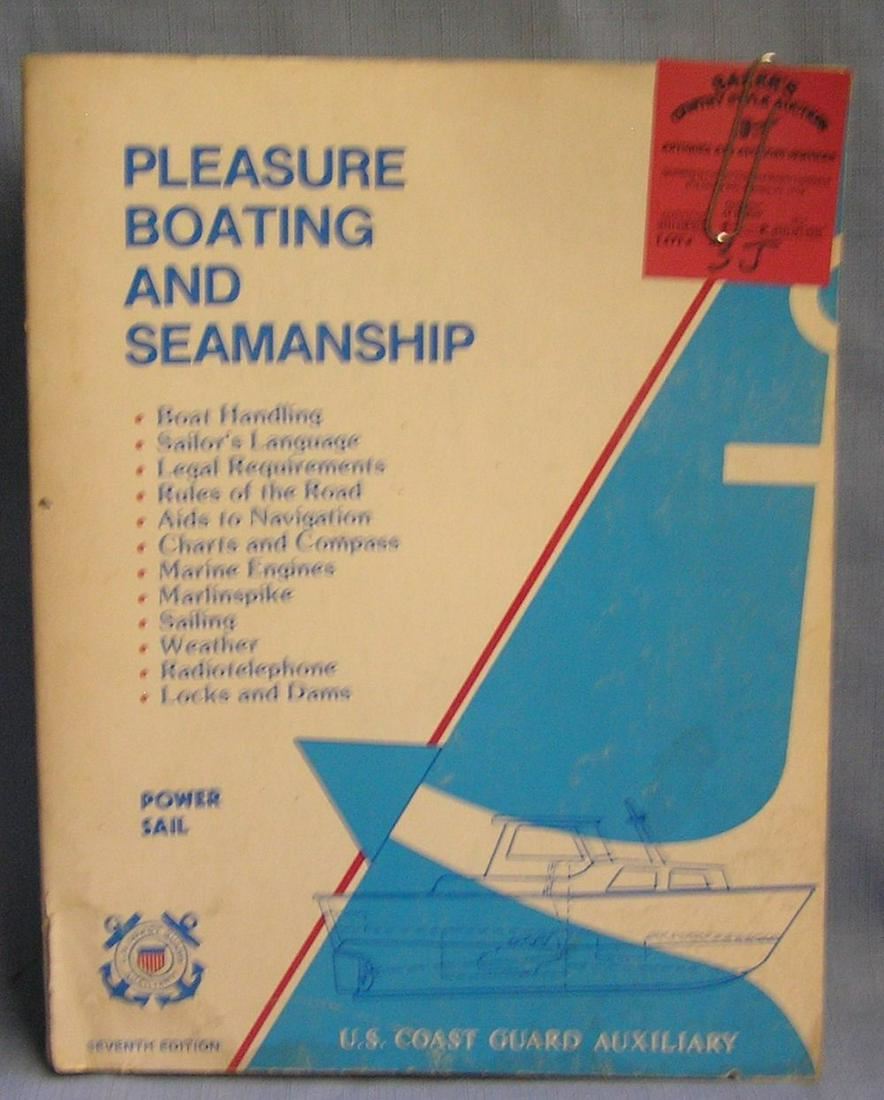 PLEASURE
BOATING
AND
SEAMANSHIP
• Boat Handling
• Sailor's Language
• Legal Requirements
• Rules of the Road
• Aids to Navigation
• Charts and Compass
• Marine Engines
• Marlinspike
• Sailing
• Weather
• Radiotelephone
• Locks and Dams
POWER
SAIL
SEVENTH EDITION
U.S. COAST GUARD AUXILIARY